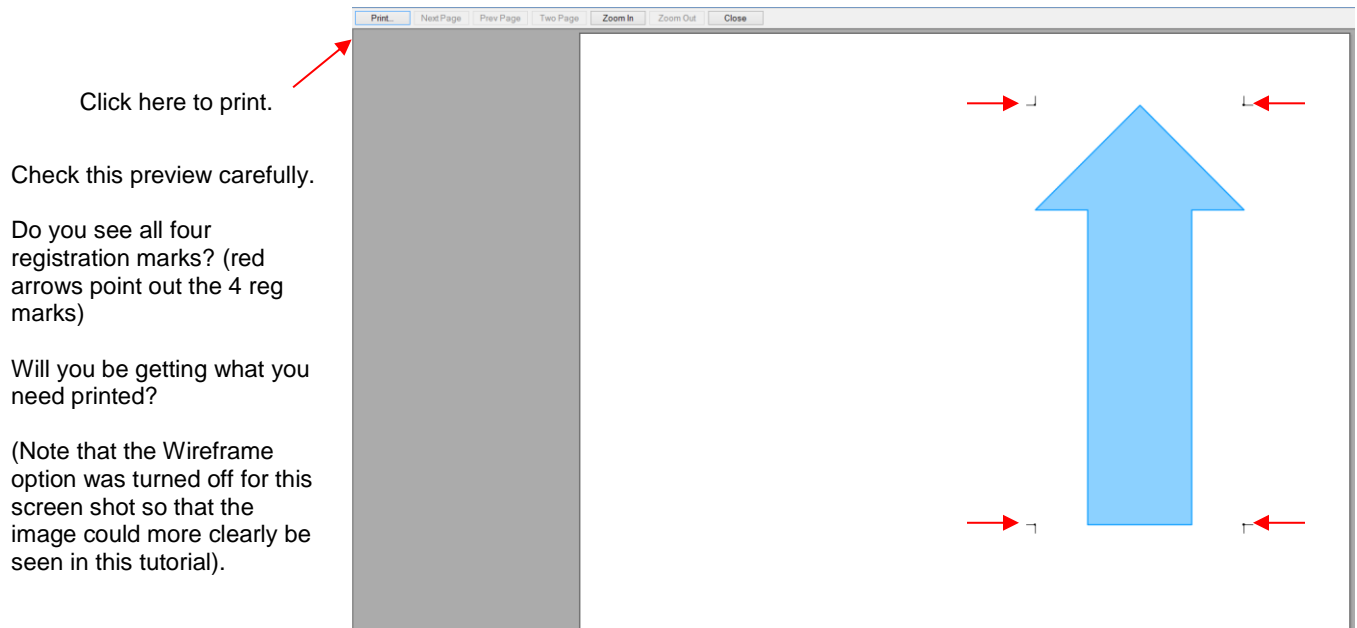 Print... Next Page Prev Page Two Page Zoom In Zoom Out Close
Click here to print.
Check this preview carefully.
Do you see all four
registration marks? (red
arrows point out the 4 reg
marks)
Will you be getting what you
need printed?
(Note that the Wireframe
option was turned off for this
screen shot so that the
image could more clearly be
seen in this tutorial).